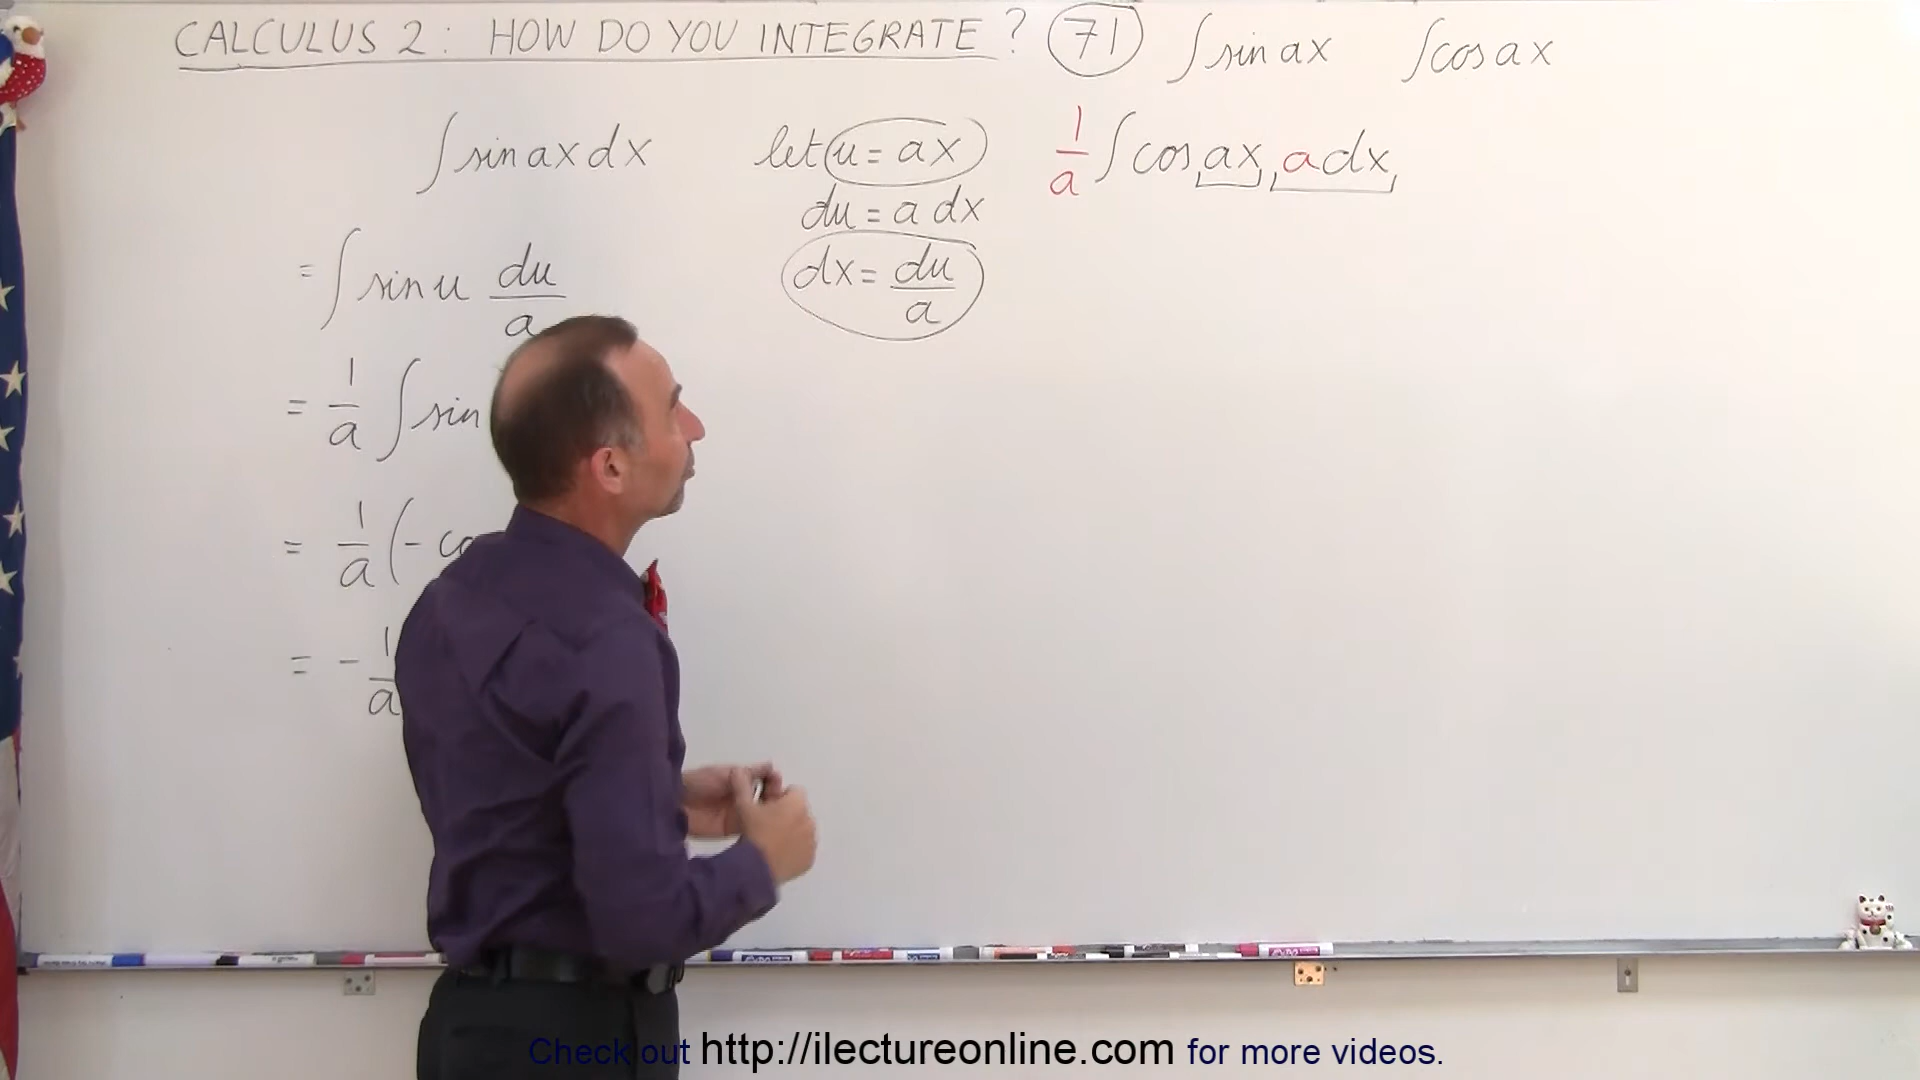 CALCULUS 2: HOW DO YOU INTEGRATE? 71 ∫sin ax ∫cos ax
∫ sin ax dx
= ∫ sin u du/a
= 1/a ∫ sin
= 1/a (- co
= - 1/a
let u = ax
du = a dx
dx = du/a
1/a ∫ cos ax a dx
Check out http://ilectureonline.com for more videos.